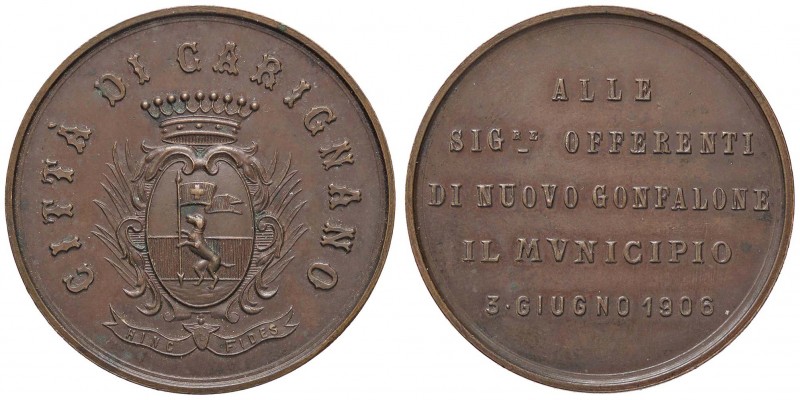 CITTÀ DI CARIGNANO
HINC FIDES
ALLE
SIG.RE OFFERENTI
DI NUOVO GONFALONE
IL MVNICIPIO
3·GIUGNO 1906